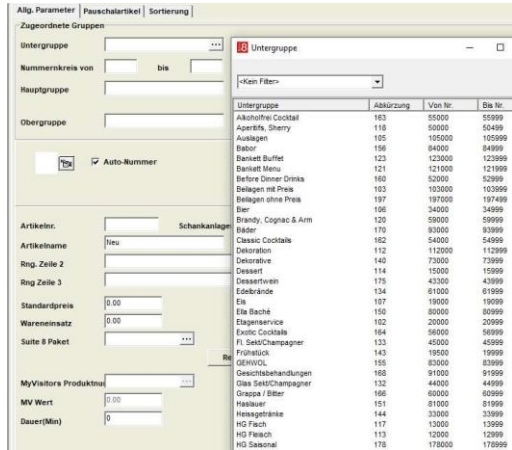 Allg. Parameter Pauschalartikel Sortierung
Zugeordnete Gruppen
Untergruppe ...
Nummernkreis von bis
Hauptgruppe
Obergruppe
Auto-Nummer
Artikelnr. Schankanlage
Artikelname Neu
Rng. Zeile 2
Rng Zeile 3
Standardpreis 0.00
Wareneinsatz 0.00
Suite 8 Paket ...
Re
MyVisitors Produktnu ...
MV Wert 0.00
Dauer(Min) 0
Untergruppe
<Kein Filter>
Untergruppe Abkürzung Von Nr. Bis Nr.
Alkoholfrei Cocktail 163 55000 55999
Aperitifs, Sherry 118 50000 50499
Auslagen 105 105000 105999
Babor 156 84000 84999
Bankett Buffet 123 123000 123999
Bankett Menu 121 121000 121999
Before Dinner Drinks 160 52000 52999
Beilagen mit Preis 103 103000 103999
Beilagen ohne Preis 197 197000 197499
Bier 106 34000 34999
Brandy, Cognac & Arm 120 59000 59999
Bäder 170 93000 93999
Classic Cocktails 162 54000 54999
Dekoration 112 112000 112999
Dekorative 140 73000 73999
Dessert 114 15000 15999
Dessertwein 175 43300 43999
Edelbrände 134 61000 61999
Eis 107 19000 19099
Ella Baché 150 80000 80999
Etagenservice 102 20000 20999
Exotic Cocktails 164 56000 56999
Fl. Sekt/Champagner 133 45000 45999
Frühstück 143 19500 19999
GEHWOL 155 83000 83999
Gesichtsbehandlungen 168 91000 91999
Glas Sekt/Champagner 132 44000 44999
Grappa / Bitter 166 60000 60999
Haslauer 151 81000 81999
Heissgetränke 144 33000 33999
HG Fisch 117 13000 13999
HG Fleisch 113 12000 12999
HG Saisonal 178 178000 178999